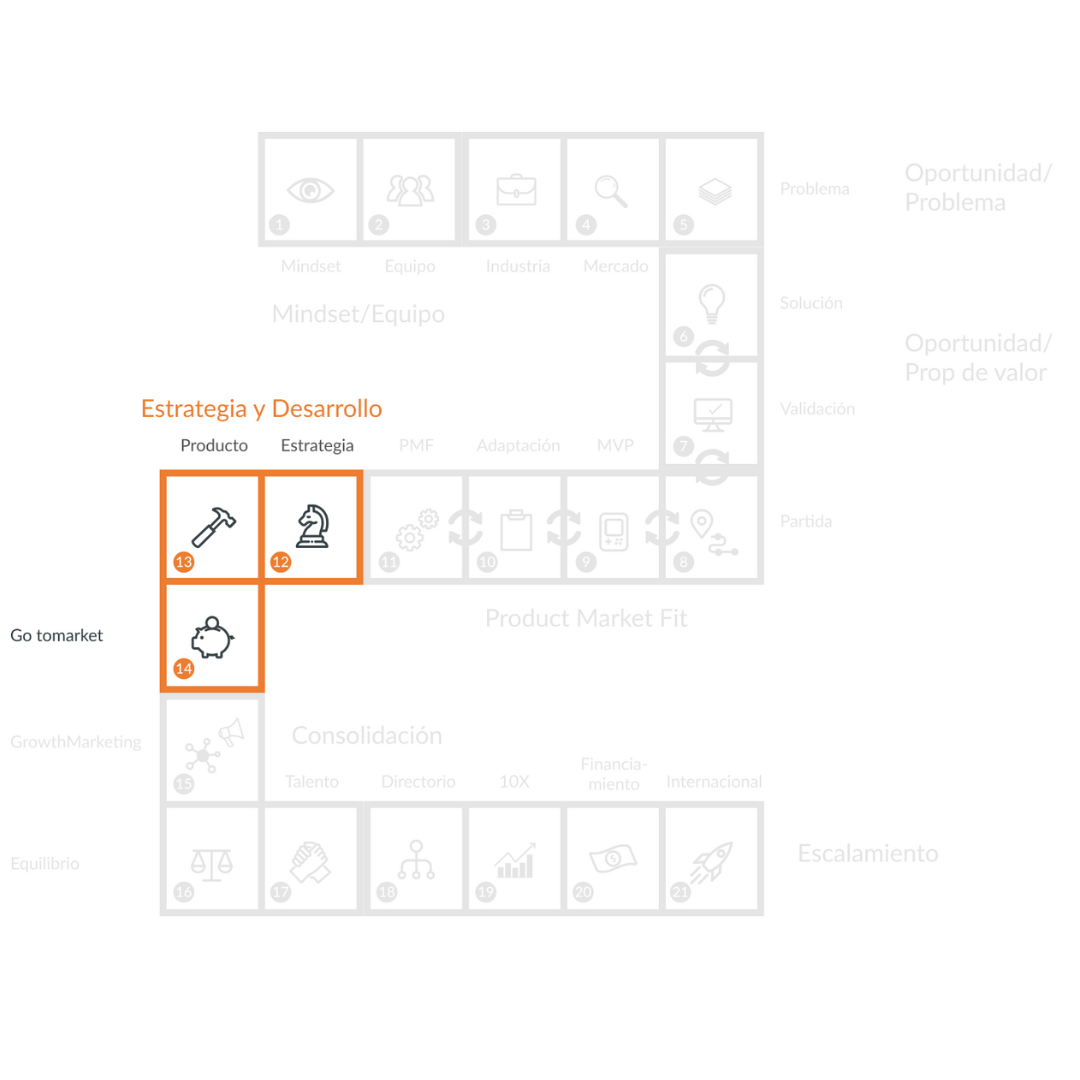 1
2
3
4
5
Problema
Oportunidad/
Problema
Mindset
Equipo
Industria
Mercado
Mindset/Equipo
6
Solución
Oportunidad/
Prop de valor
7
Validación
Estrategia y Desarrollo
Producto
Estrategia
PMF
Adaptación
MVP
13
12
11
10
9
8
Partida
Product Market Fit
Go tomarket
14
GrowthMarketing
15
Consolidación
Talento
Directorio
10X
Financia-
miento
Internacional
Equilibrio
16
17
18
19
20
21
Escalamiento